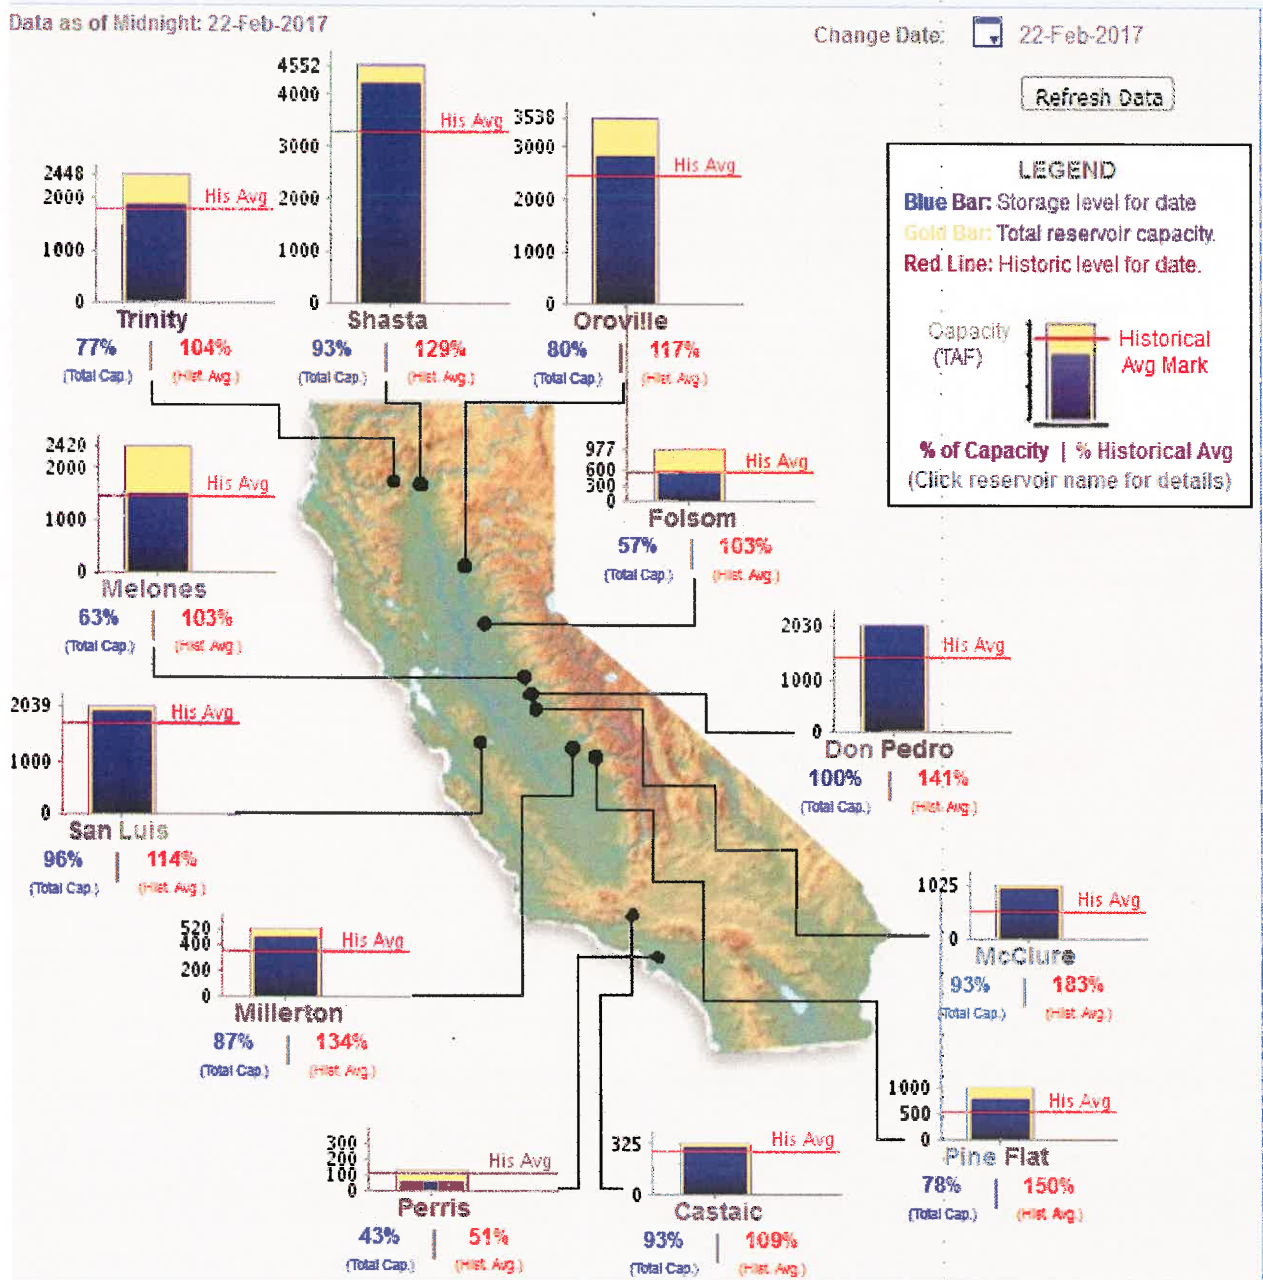 Data as of Midnight: 22-Feb-2017
Change Date: 22-Feb-2017
Refresh Data
LEGEND
Blue Bar: Storage level for date
Gold Bar: Total reservoir capacity.
Red Line: Historic level for date.
Capacity
(TAF)
Historical
Avg Mark
% of Capacity | % Historical Avg
(Click reservoir name for details)
2448
2000
1000
0
His Avg
Trinity
77% | 104%
(Total Cap.) (Hist. Avg.)
4552
4000
3000
2000
1000
0
His Avg
Shasta
93% | 129%
(Total Cap.) (Hist. Avg.)
3538
3000
2000
1000
0
His Avg
Oroville
80% | 117%
(Total Cap.) (Hist. Avg.)
2420
2000
1000
0
His Avg
Melones
63% | 103%
(Total Cap.) (Hist. Avg.)
977
600
300
0
His Avg
Folsom
57% | 103%
(Total Cap.) (Hist. Avg.)
2030
1000
0
His Avg
Don Pedro
100% | 141%
(Total Cap.) (Hist. Avg.)
2039
1000
0
His Avg
San Luis
96% | 114%
(Total Cap.) (Hist. Avg.)
1025
0
His Avg
McClure
93% | 183%
(Total Cap.) (Hist. Avg.)
520
400
200
0
His Avg
Millerton
87% | 134%
(Total Cap.) (Hist. Avg.)
1000
500
0
His Avg
Pine Flat
78% | 150%
(Total Cap.) (Hist. Avg.)
300
200
100
0
His Avg
Perris
43% | 51%
(Total Cap.) (Hist. Avg.)
325
0
His Avg
Castaic
93% | 109%
(Total Cap.) (Hist. Avg.)